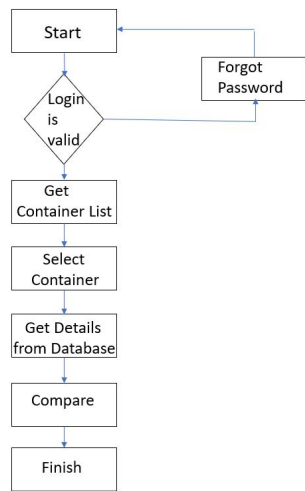 Start
Forgot
Password
Login
is
valid
Get
Container List
Select
Container
Get Details
from Database
Compare
Finish